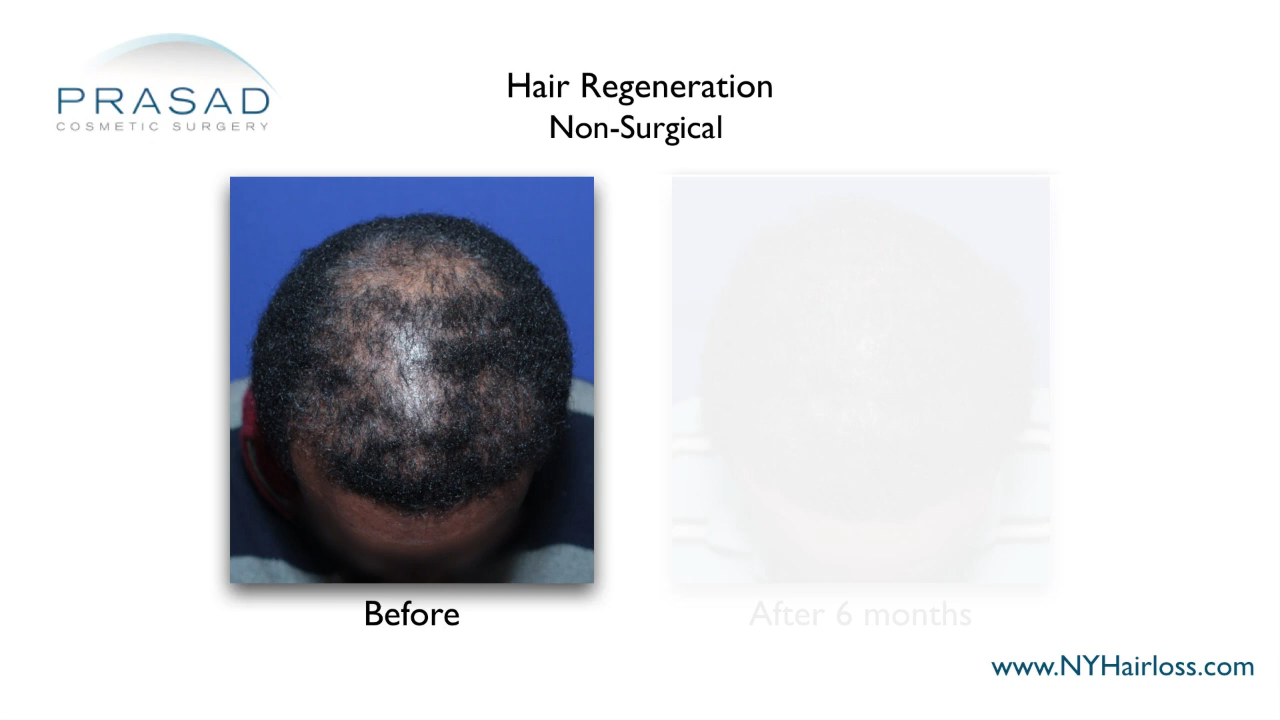 PRASAD
COSMETIC SURGERY
Hair Regeneration
Non-Surgical
Before
After 6 months
www.NYHairloss.com